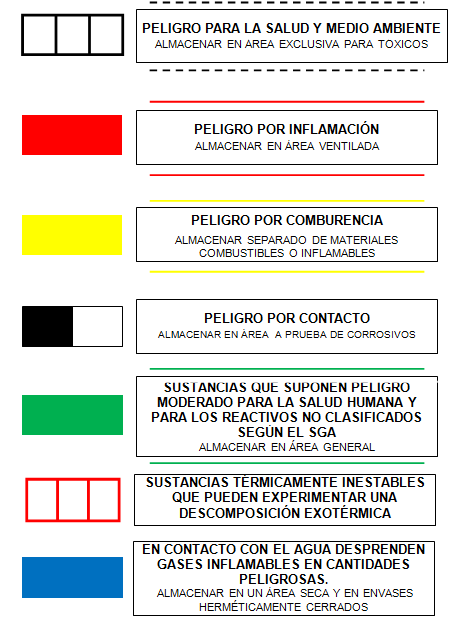 PELIGRO PARA LA SALUD Y MEDIO AMBIENTE
ALMACENAR EN AREA EXCLUSIVA PARA TOXICOS
PELIGRO POR INFLAMACIÓN
ALMACENAR EN ÁREA VENTILADA
PELIGRO POR COMBURENCIA
ALMACENAR SEPARADO DE MATERIALES
COMBUSTIBLES O INFLAMABLES
PELIGRO POR CONTACTO
ALMACENAR EN ÁREA A PRUEBA DE CORROSIVOS
SUSTANCIAS QUE SUPONEN PELIGRO
MODERADO PARA LA SALUD HUMANA Y
PARA LOS REACTIVOS NO CLASIFICADOS
SEGÚN EL SGA
ALMACENAR EN ÁREA GENERAL
SUSTANCIAS TÉRMICAMENTE INESTABLES
QUE PUEDEN EXPERIMENTAR UNA
DESCOMPOSICIÓN EXOTÉRMICA
EN CONTACTO CON EL AGUA DESPRENDEN
GASES INFLAMABLES EN CANTIDADES
PELIGROSAS.
ALMACENAR EN UN ÁREA SECA Y EN ENVASES
HERMÉTICAMENTE CERRADOS